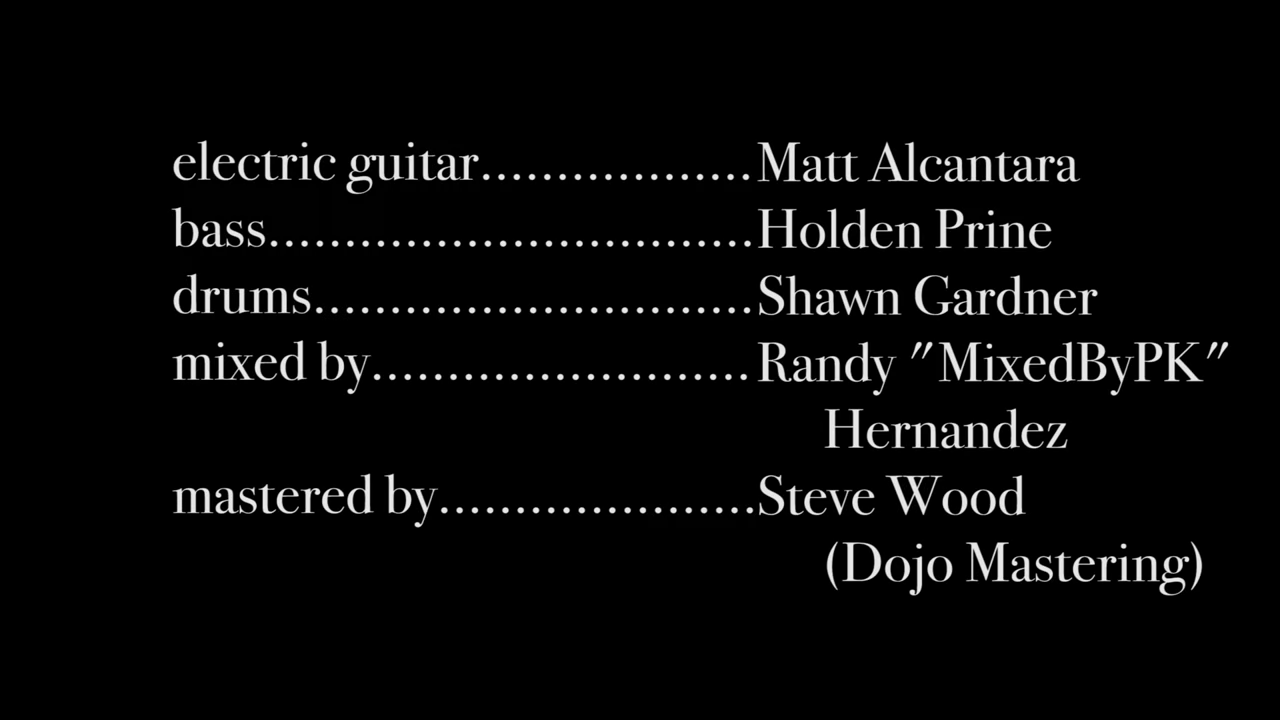 electric guitar..................Matt Alcantara
bass................................Holden Prine
drums.............................Shawn Gardner
mixed by.........................Randy "MixedByPK"
Hernandez
mastered by.....................Steve Wood
(Dojo Mastering)